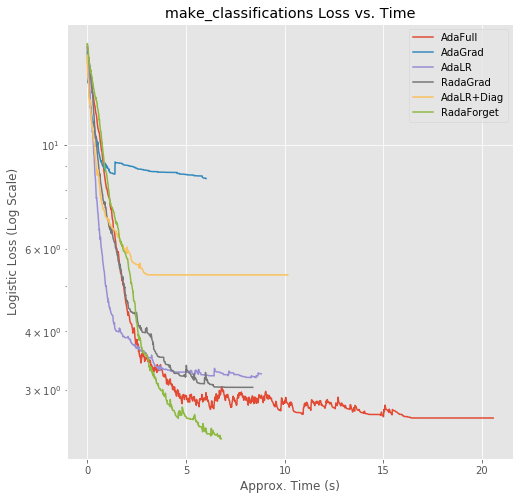 make_classifications Loss vs. Time
AdaFull
AdaGrad
AdaLR
RadaGrad
AdaLR+Diag
RadaForget
Logistic Loss (Log Scale)
10¹
6 × 10⁰
4 × 10⁰
3 × 10⁰
0 5 10 15 20
Approx. Time (s)